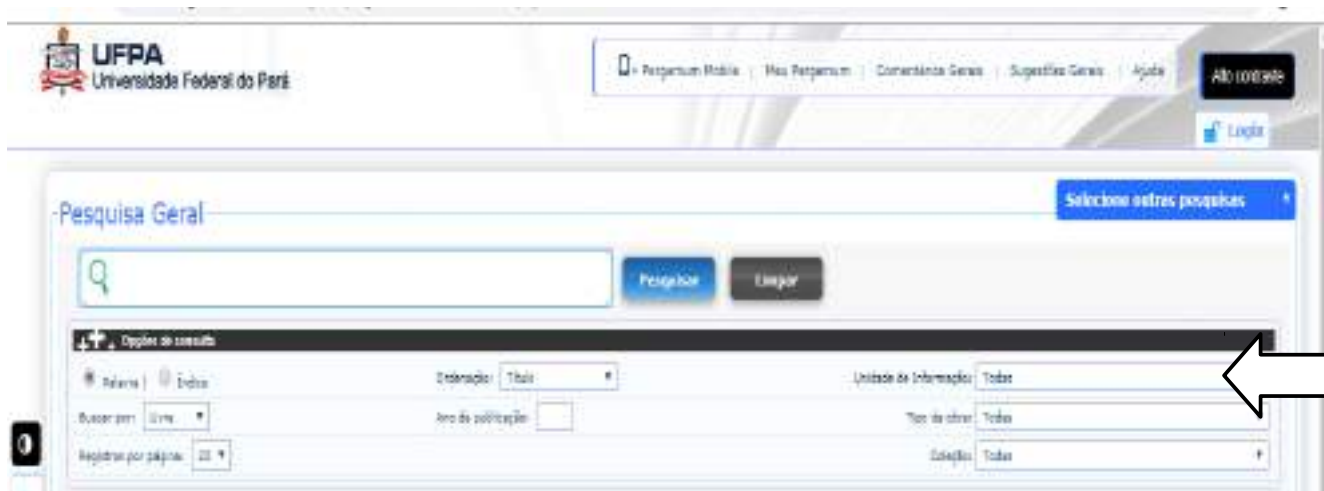 UFPA
Universidade Federal do Pará
Pergamum Mobile | Meu Pergamum | Comentários Gerais | Sugestões Gerais | Ajuda
Alto contraste
Login
Selecione outras pesquisas
Pesquisa Geral
Pesquisar
Limpar
Opções de consulta
Palavra | Índice
Ordenação: Título
Unidade de Informação: Todas
Buscar por: Livre
Ano de publicação:
Tipo de obra: Todas
Registros por página: 20
Coleção: Todas